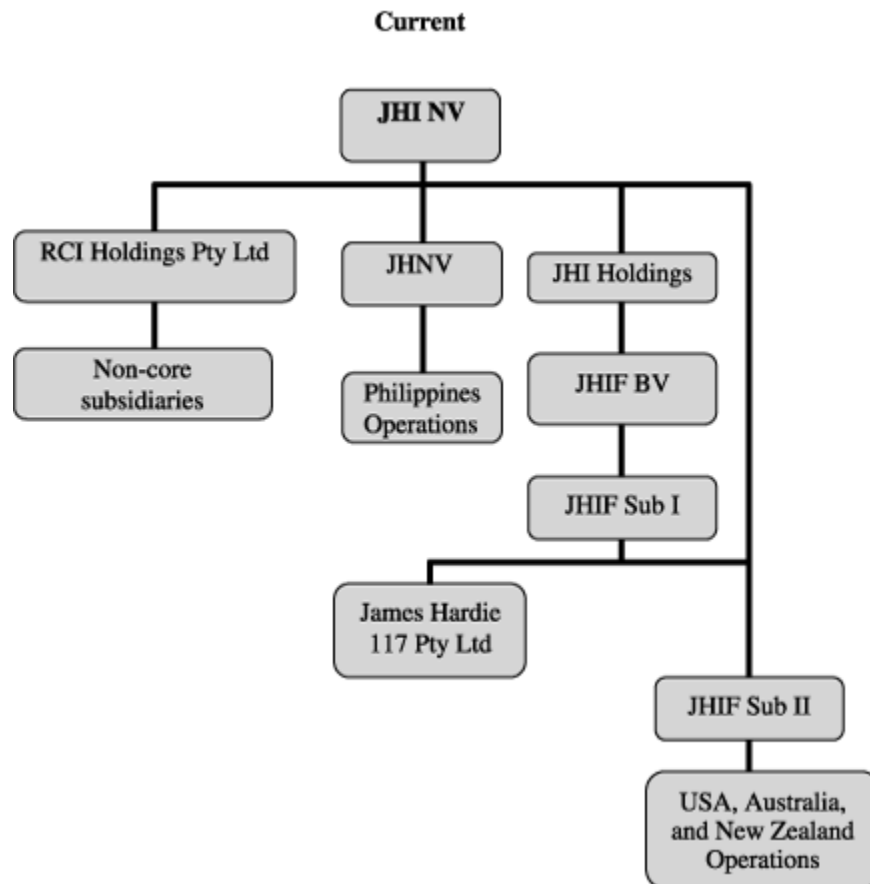 Current
JHI NV
RCI Holdings Pty Ltd
JHNV
JHI Holdings
Non-core
subsidiaries
Philippines
Operations
JHIF BV
JHIF Sub I
James Hardie
117 Pty Ltd
JHIF Sub II
USA, Australia,
and New Zealand
Operations